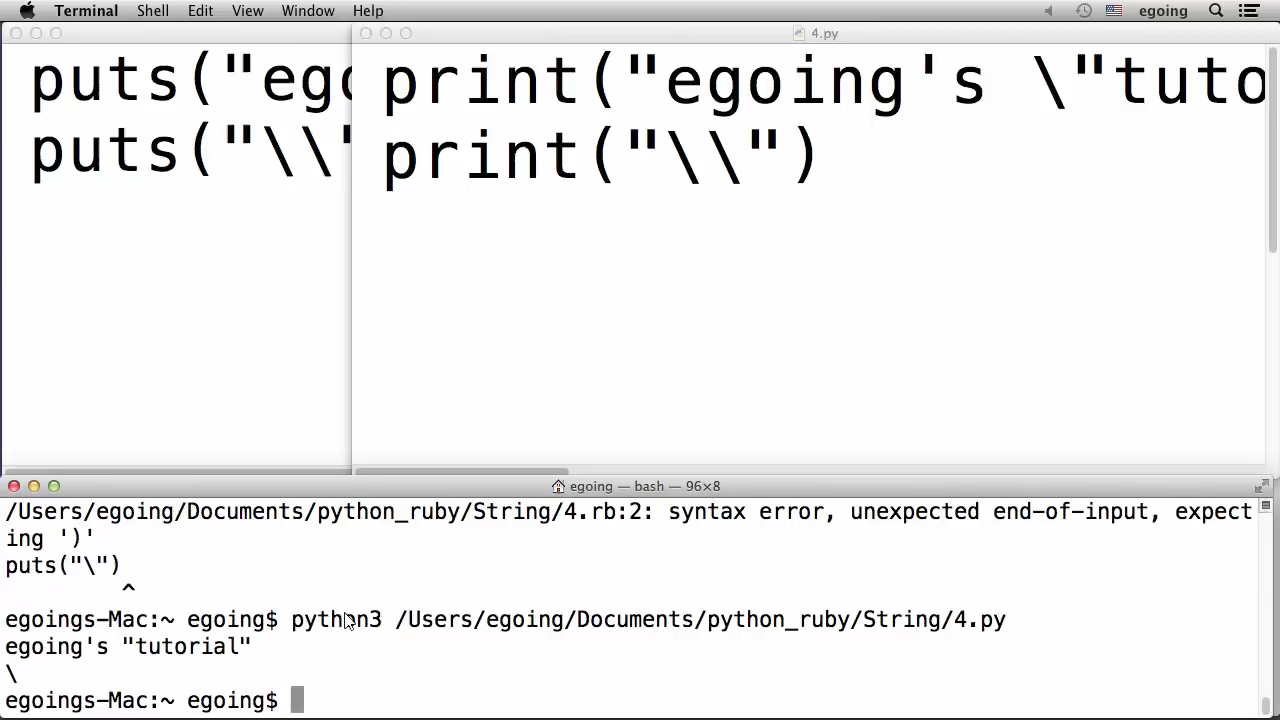 Terminal Shell Edit View Window Help egoing
4.py
puts("ego
puts("\\"
print("egoing's \"tuto
print("\\")
egoing — bash — 96×8
/Users/egoing/Documents/python_ruby/String/4.rb:2: syntax error, unexpected end-of-input, expect
ing ')'
puts("\")
^
egoings-Mac:~ egoing$ python3 /Users/egoing/Documents/python_ruby/String/4.py
egoing's "tutorial"
\
egoings-Mac:~ egoing$